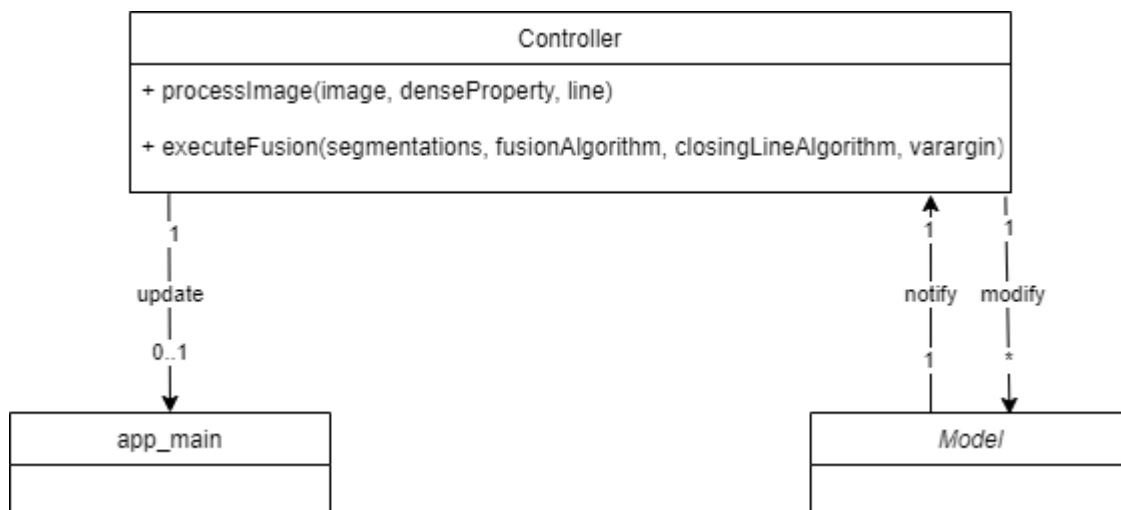 Controller
+ processImage(image, denseProperty, line)
+ executeFusion(segmentations, fusionAlgorithm, closingLineAlgorithm, varargin)
1
1
1
update
notify
modify
0..1
1
*
app_main
Model